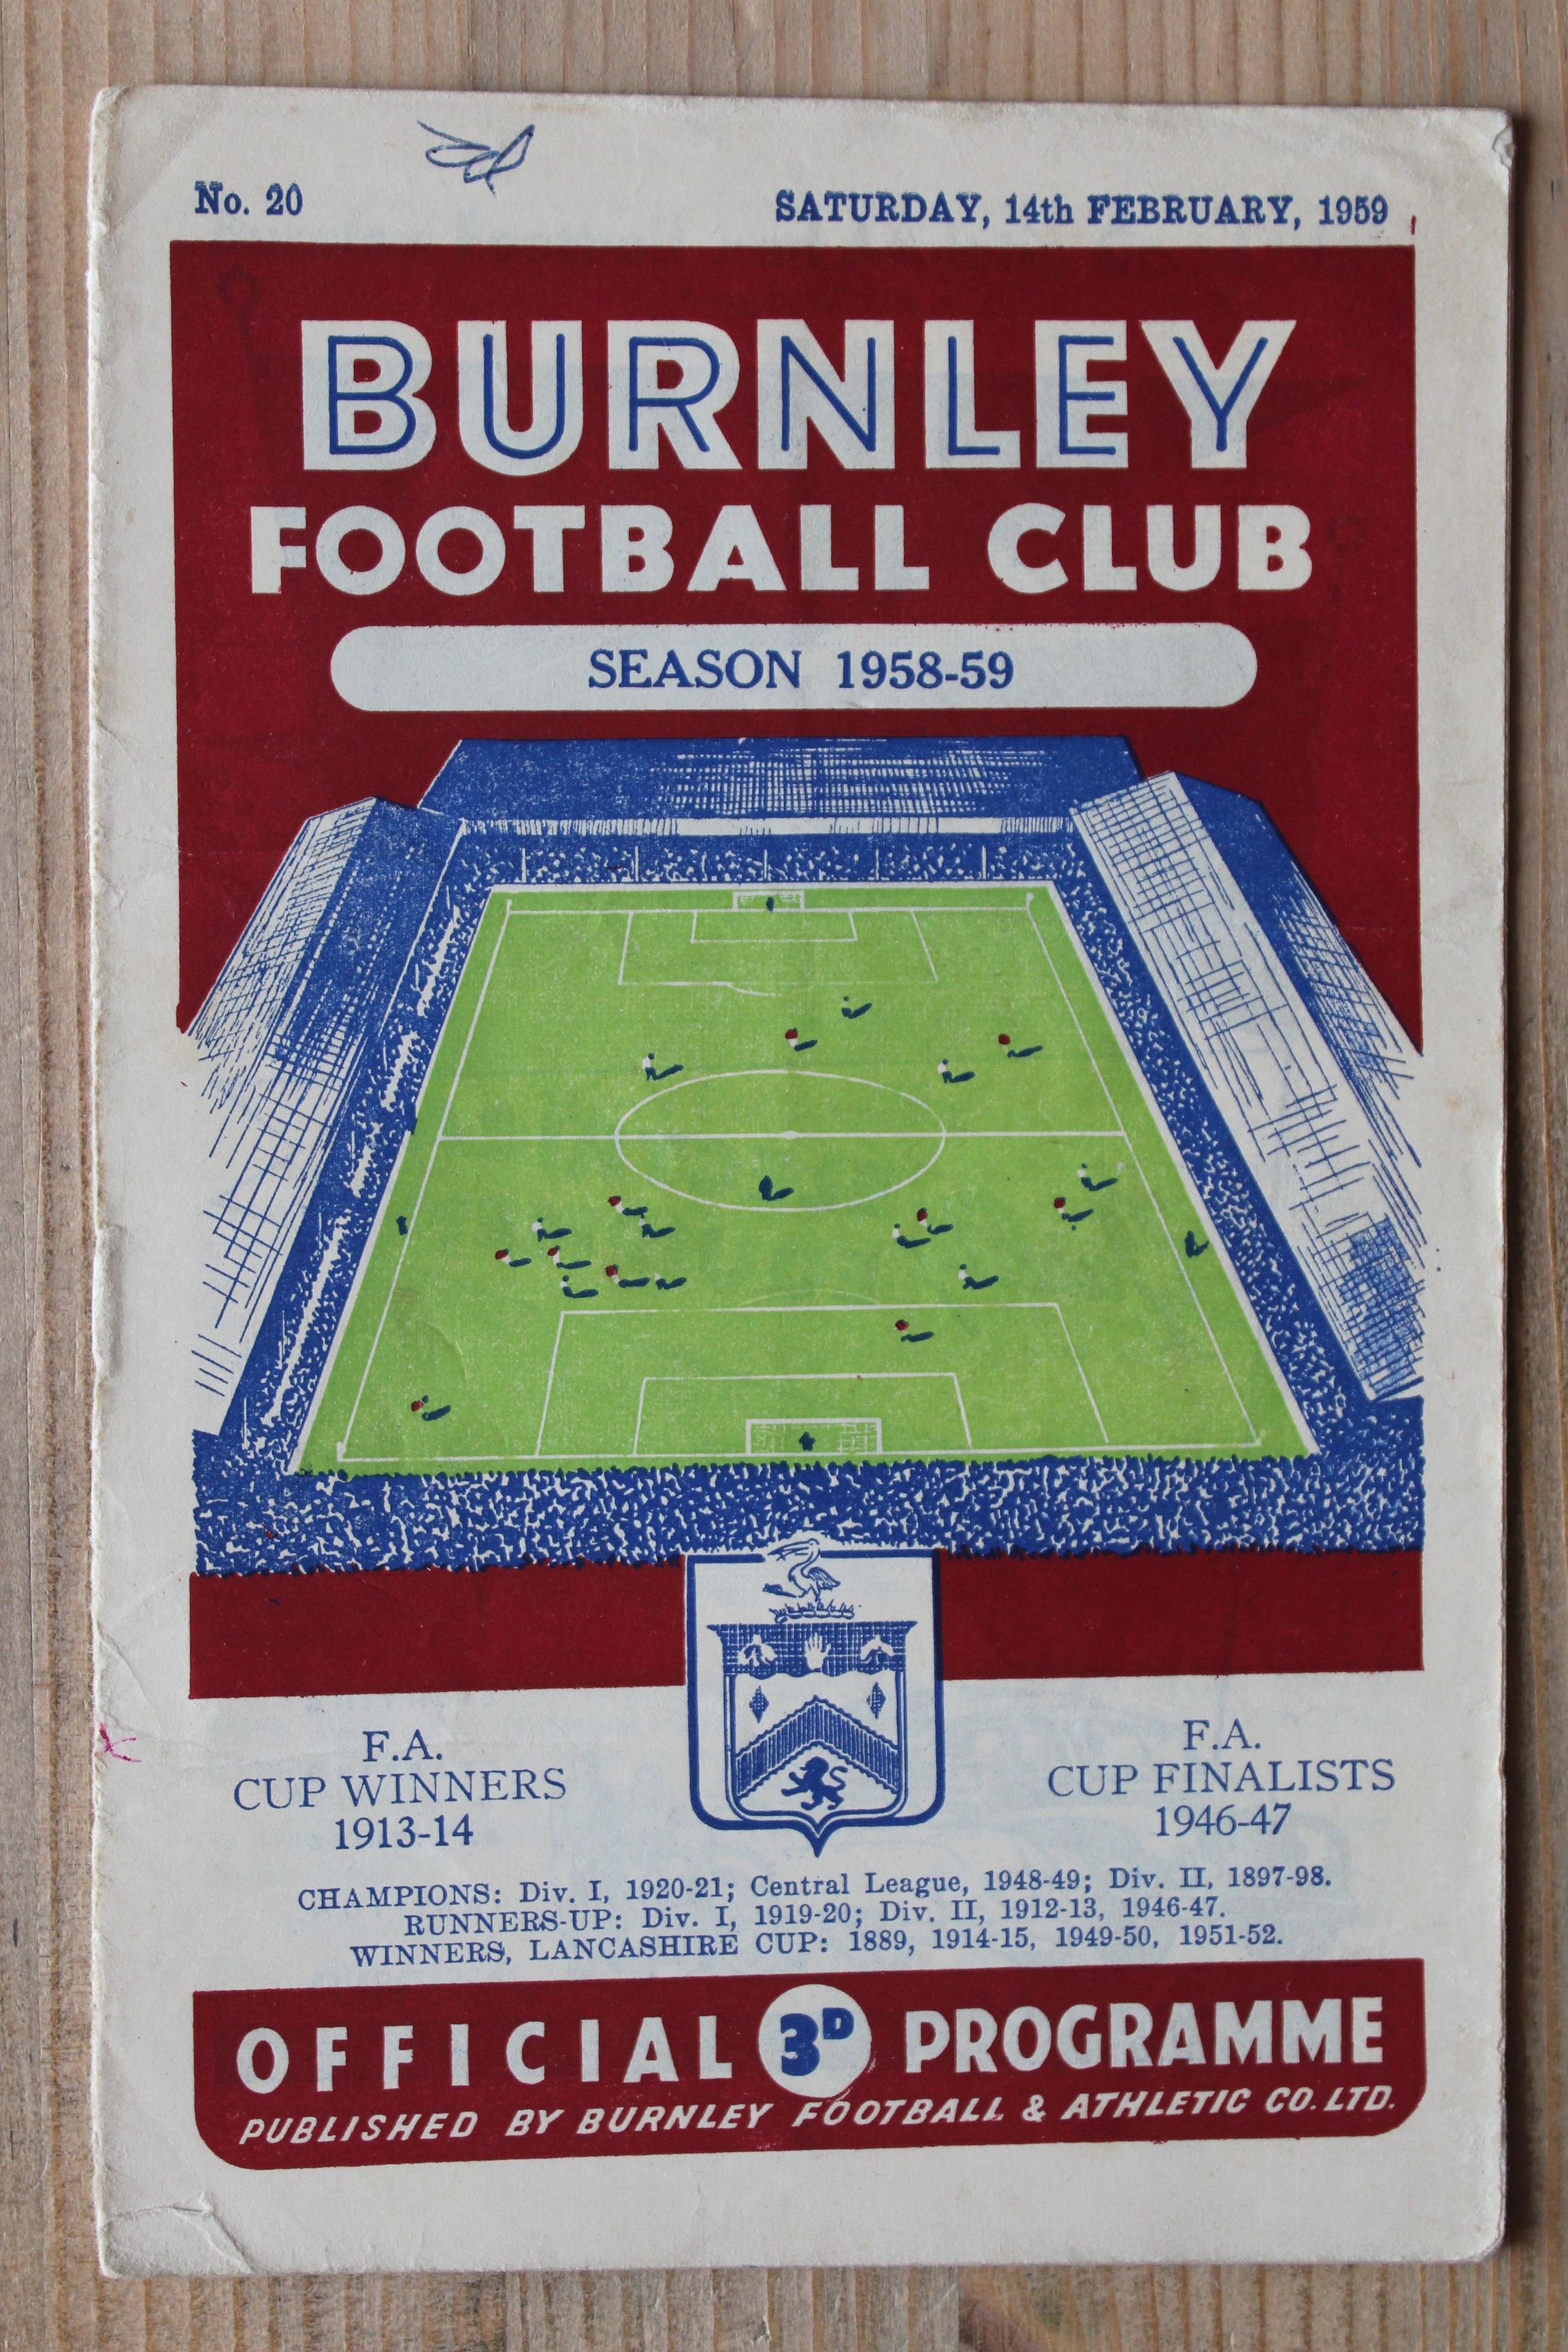 No. 20
SATURDAY, 14th FEBRUARY, 1959
BURNLEY
FOOTBALL CLUB
SEASON 1958-59
F.A.
CUP WINNERS
1913-14
F.A.
CUP FINALISTS
1946-47
CHAMPIONS: Div. I, 1920-21; Central League, 1948-49; Div. II, 1897-98.
RUNNERS-UP: Div. I, 1919-20; Div. II, 1912-13, 1946-47.
WINNERS, LANCASHIRE CUP: 1889, 1914-15, 1949-50, 1951-52.
OFFICIAL 3D PROGRAMME
PUBLISHED BY BURNLEY FOOTBALL & ATHLETIC CO. LTD.